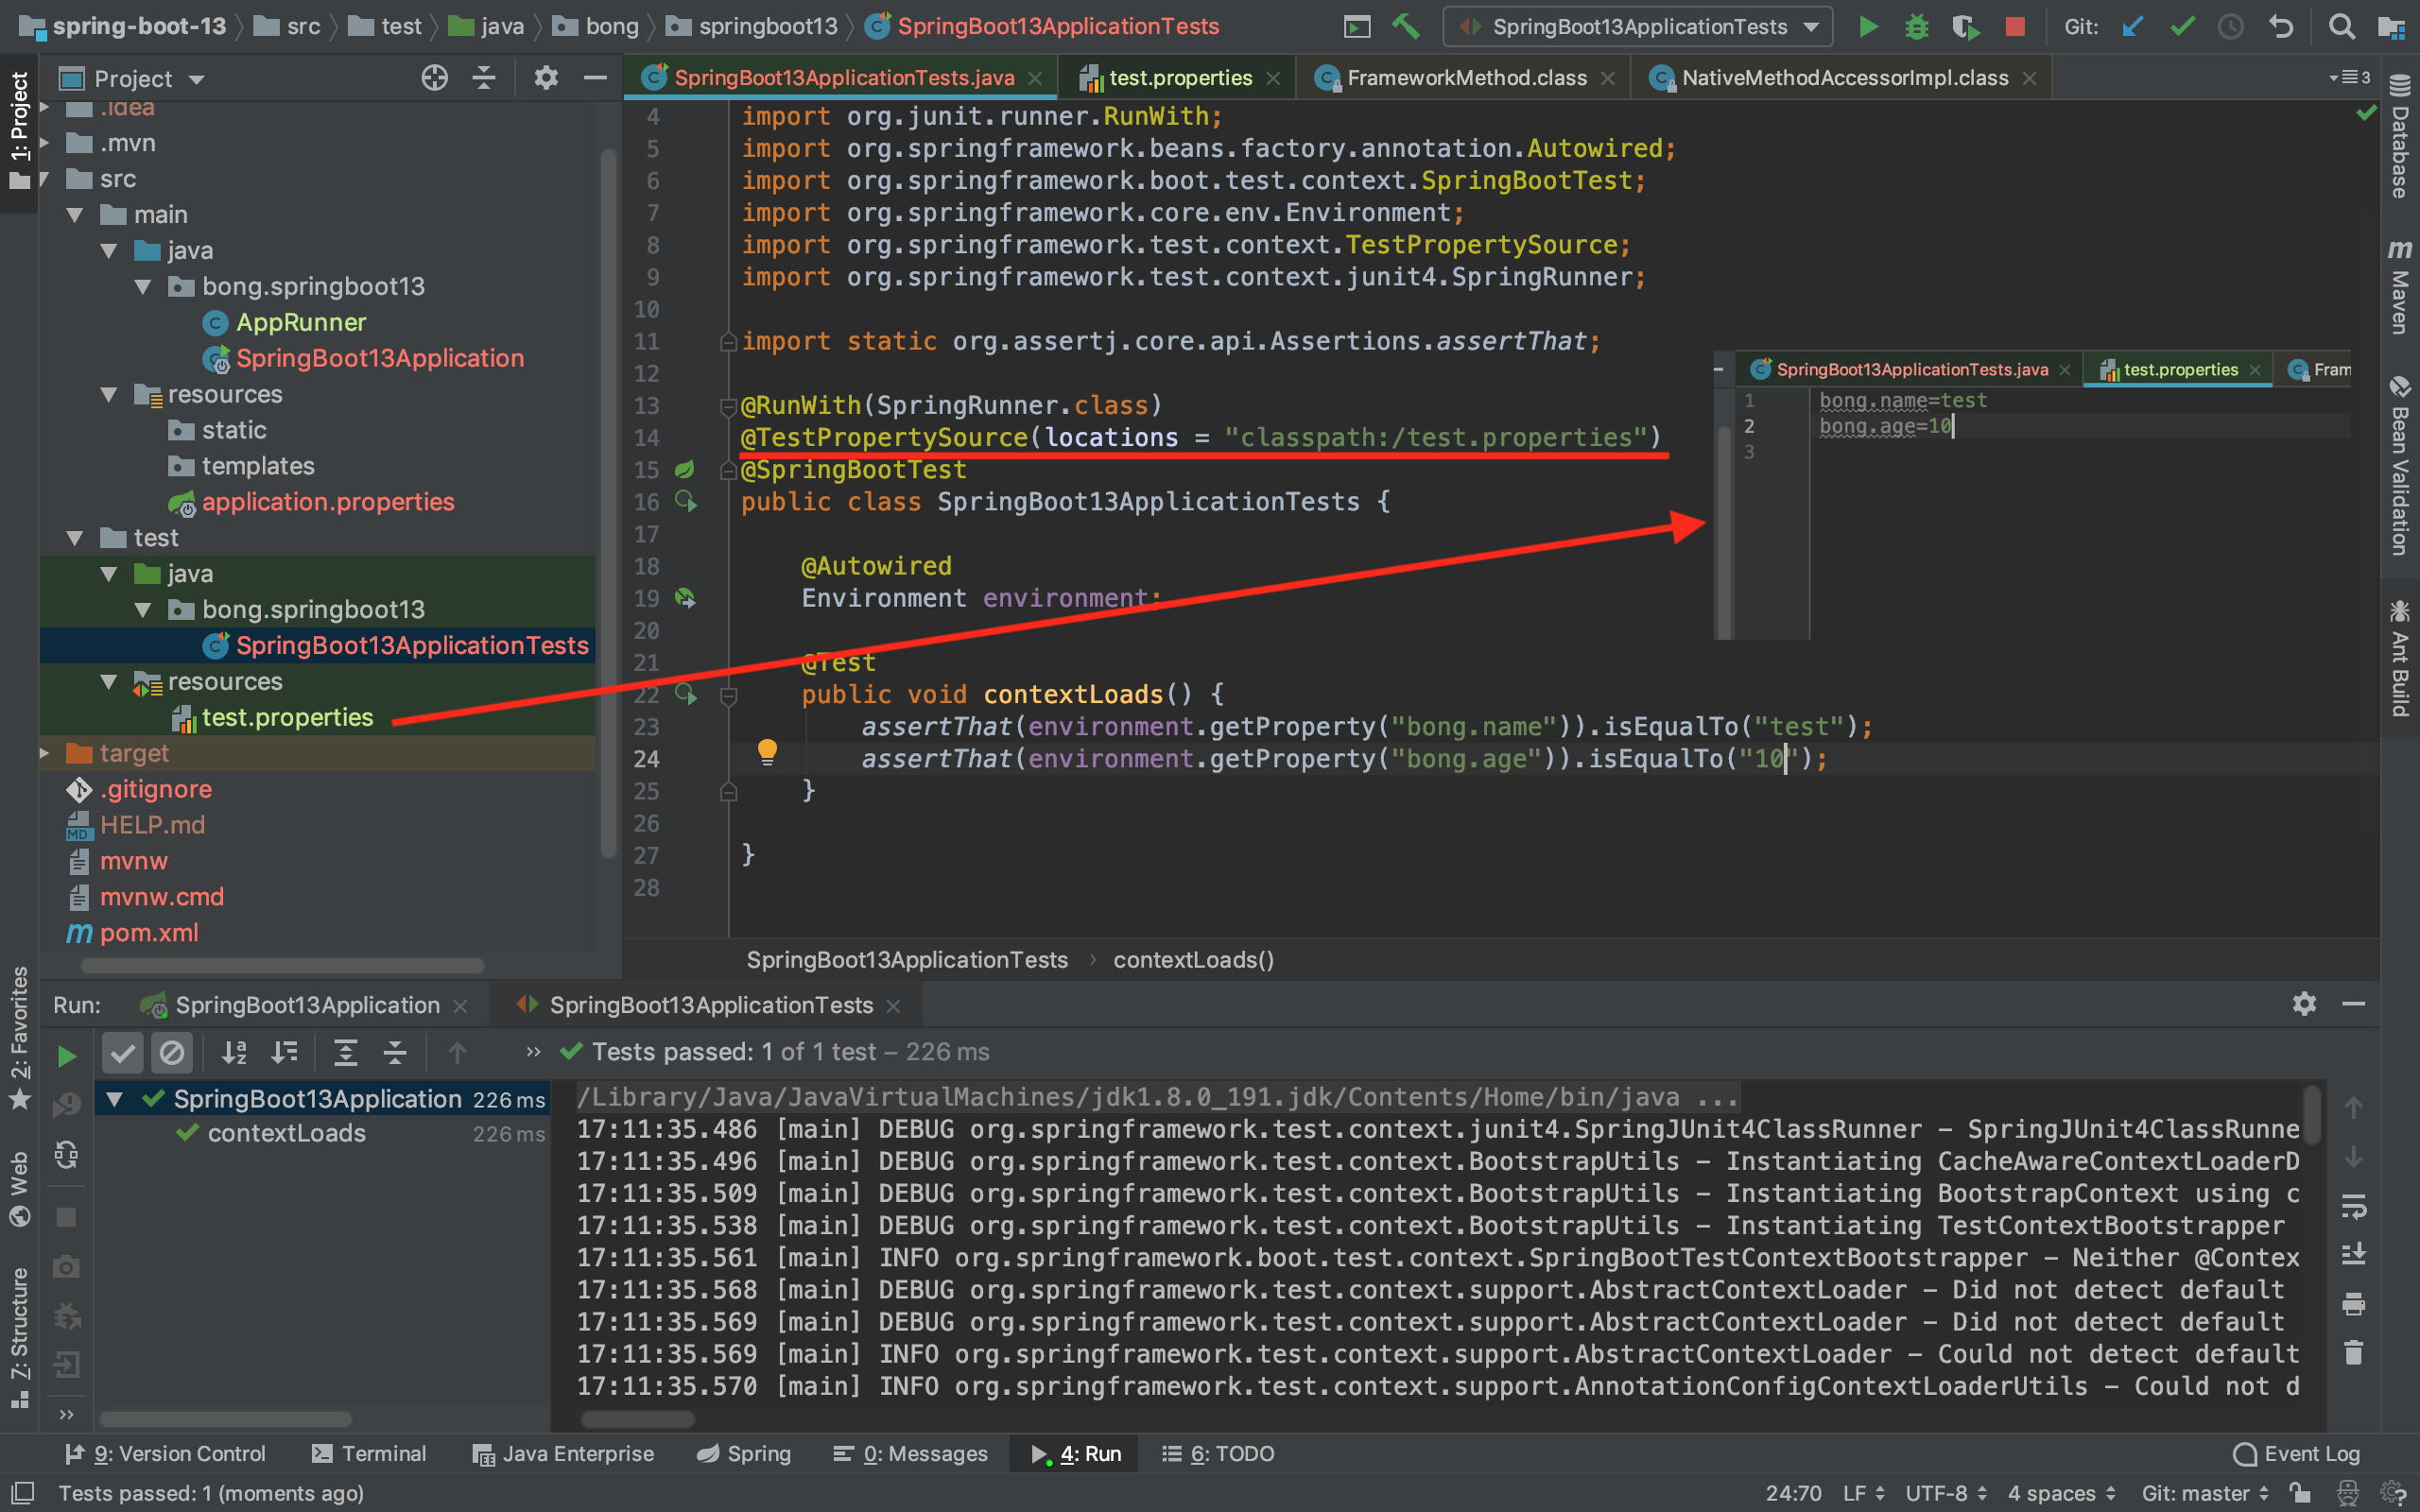 spring-boot-13 src test java bong springboot13 SpringBoot13ApplicationTests
SpringBoot13ApplicationTests Git:
1: Project
Project
.idea
.mvn
src
main
java
bong.springboot13
AppRunner
SpringBoot13Application
resources
static
templates
application.properties
test
java
bong.springboot13
SpringBoot13ApplicationTests
resources
test.properties
target
.gitignore
HELP.md
mvnw
mvnw.cmd
pom.xml
SpringBoot13ApplicationTests.java test.properties FrameworkMethod.class NativeMethodAccessorImpl.class 3
4 import org.junit.runner.RunWith;
5 import org.springframework.beans.factory.annotation.Autowired;
6 import org.springframework.boot.test.context.SpringBootTest;
7 import org.springframework.core.env.Environment;
8 import org.springframework.test.context.TestPropertySource;
9 import org.springframework.test.context.junit4.SpringRunner;
10
11 import static org.assertj.core.api.Assertions.assertThat;
12
13 @RunWith(SpringRunner.class)
14 @TestPropertySource(locations = "classpath:/test.properties")
15 @SpringBootTest
16 public class SpringBoot13ApplicationTests {
17
18 @Autowired
19 Environment environment;
20
21 @Test
22 public void contextLoads() {
23 assertThat(environment.getProperty("bong.name")).isEqualTo("test");
24 assertThat(environment.getProperty("bong.age")).isEqualTo("10");
25 }
26
27 }
28
SpringBoot13ApplicationTests.java test.properties Fram
1 bong.name=test
2 bong.age=10
3
SpringBoot13ApplicationTests contextLoads()
Database
Maven
Bean Validation
Ant Build
2: Favorites
Web
Z: Structure
Run: SpringBoot13Application SpringBoot13ApplicationTests
Tests passed: 1 of 1 test – 226 ms
SpringBoot13Application 226 ms
contextLoads 226 ms
/Library/Java/JavaVirtualMachines/jdk1.8.0_191.jdk/Contents/Home/bin/java ...
17:11:35.486 [main] DEBUG org.springframework.test.context.junit4.SpringJUnit4ClassRunner - SpringJUnit4ClassRunne
17:11:35.496 [main] DEBUG org.springframework.test.context.BootstrapUtils - Instantiating CacheAwareContextLoaderD
17:11:35.509 [main] DEBUG org.springframework.test.context.BootstrapUtils - Instantiating BootstrapContext using c
17:11:35.538 [main] DEBUG org.springframework.test.context.BootstrapUtils - Instantiating TestContextBootstrapper
17:11:35.561 [main] INFO org.springframework.boot.test.context.SpringBootTestContextBootstrapper - Neither @Contex
17:11:35.568 [main] DEBUG org.springframework.test.context.support.AbstractContextLoader - Did not detect default
17:11:35.569 [main] DEBUG org.springframework.test.context.support.AbstractContextLoader - Did not detect default
17:11:35.569 [main] INFO org.springframework.test.context.support.AbstractContextLoader - Could not detect default
17:11:35.570 [main] INFO org.springframework.test.context.support.AnnotationConfigContextLoaderUtils - Could not d
9: Version Control Terminal Java Enterprise Spring 0: Messages 4: Run 6: TODO Event Log
Tests passed: 1 (moments ago) 24:70 LF UTF-8 4 spaces Git: master